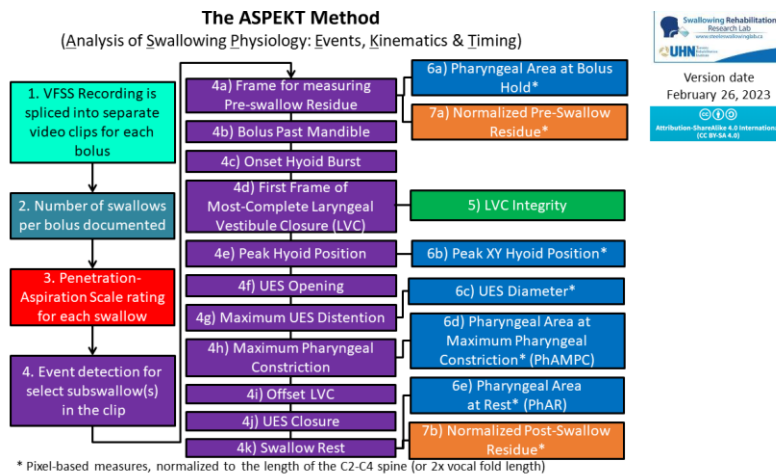 The ASPEKT Method
(Analysis of Swallowing Physiology: Events, Kinematics & Timing)
1. VFSS Recording is
spliced into separate
video clips for each
bolus
2. Number of swallows
per bolus documented
3. Penetration-
Aspiration Scale rating
for each swallow
4. Event detection for
select subswallow(s)
in the clip
4a) Frame for measuring
Pre-swallow Residue
4b) Bolus Past Mandible
4c) Onset Hyoid Burst
4d) First Frame of
Most-Complete Laryngeal
Vestibule Closure (LVC)
4e) Peak Hyoid Position
4f) UES Opening
4g) Maximum UES Distention
4h) Maximum Pharyngeal
Constriction
4i) Offset LVC
4j) UES Closure
4k) Swallow Rest
6a) Pharyngeal Area at Bolus
Hold*
7a) Normalized Pre-Swallow
Residue*
5) LVC Integrity
6b) Peak XY Hyoid Position*
6c) UES Diameter*
6d) Pharyngeal Area at
Maximum Pharyngeal
Constriction* (PhAMPC)
6e) Pharyngeal Area
at Rest* (PhAR)
7b) Normalized Post-Swallow
Residue*
* Pixel-based measures, normalized to the length of the C2-C4 spine (or 2x vocal fold length)
Swallowing Rehabilitation
Research Lab
www.steeleswallowinglab.ca
UHN
Version date
February 26, 2023
Attribution-ShareAlike 4.0 International
(CC BY-SA 4.0)